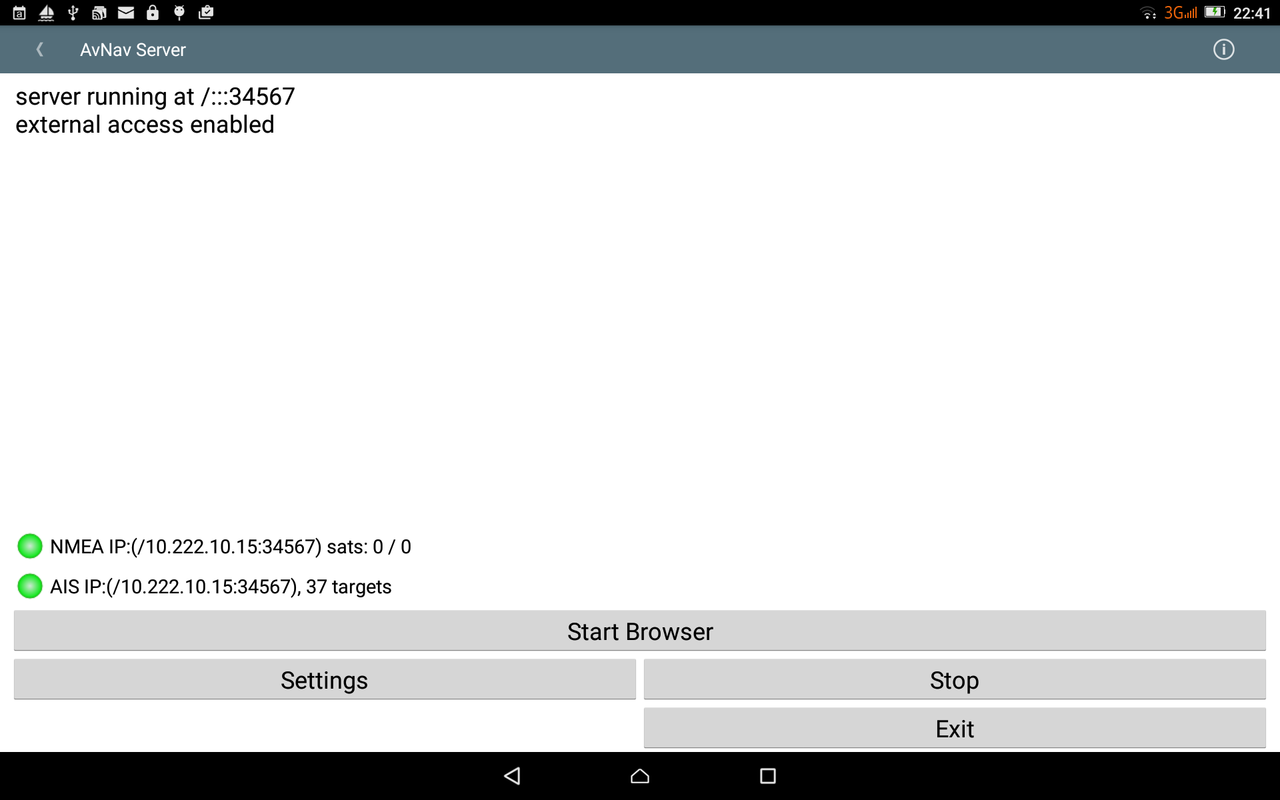 3G 22:41
AvNav Server
server running at /:::34567
external access enabled
NMEA IP:(/10.222.10.15:34567) sats: 0 / 0
AIS IP:(/10.222.10.15:34567), 37 targets
Start Browser
Settings Stop
Exit